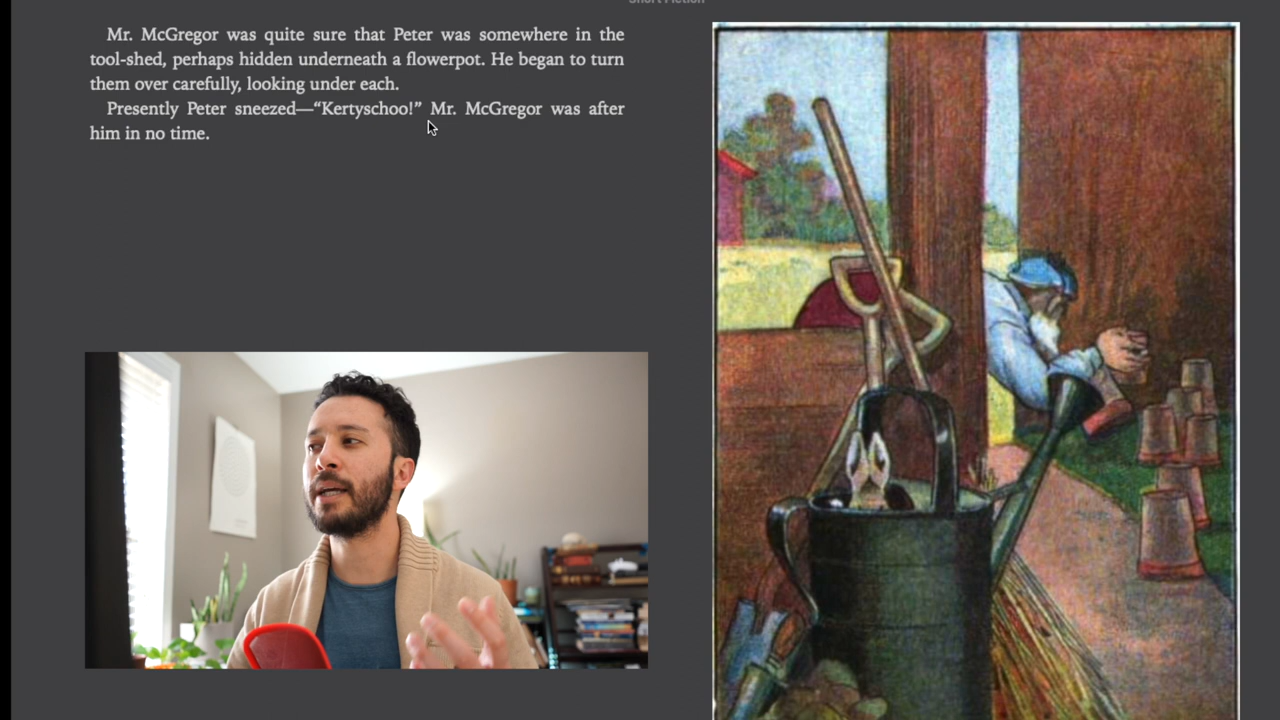 Short Fiction
Mr. McGregor was quite sure that Peter was somewhere in the
tool-shed, perhaps hidden underneath a flowerpot. He began to turn
them over carefully, looking under each.
Presently Peter sneezed—“Kertyschoo!” Mr. McGregor was after
him in no time.